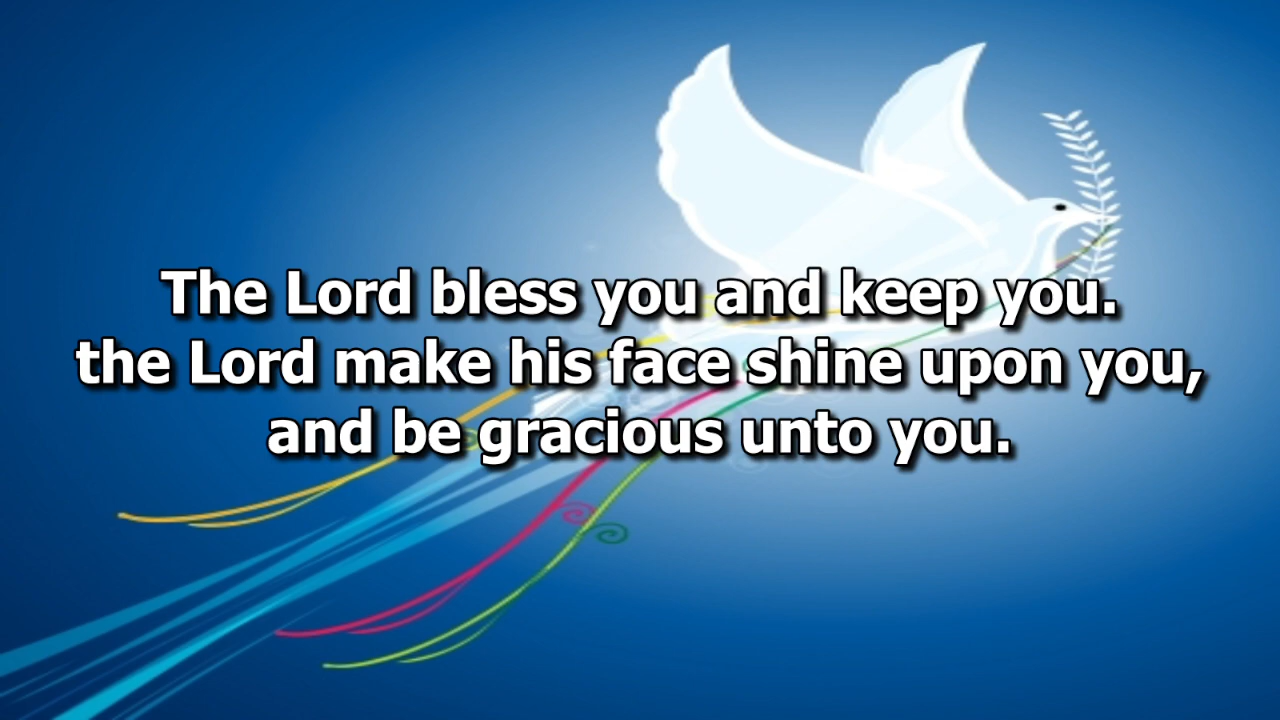 The Lord bless you and keep you.
the Lord make his face shine upon you,
and be gracious unto you.